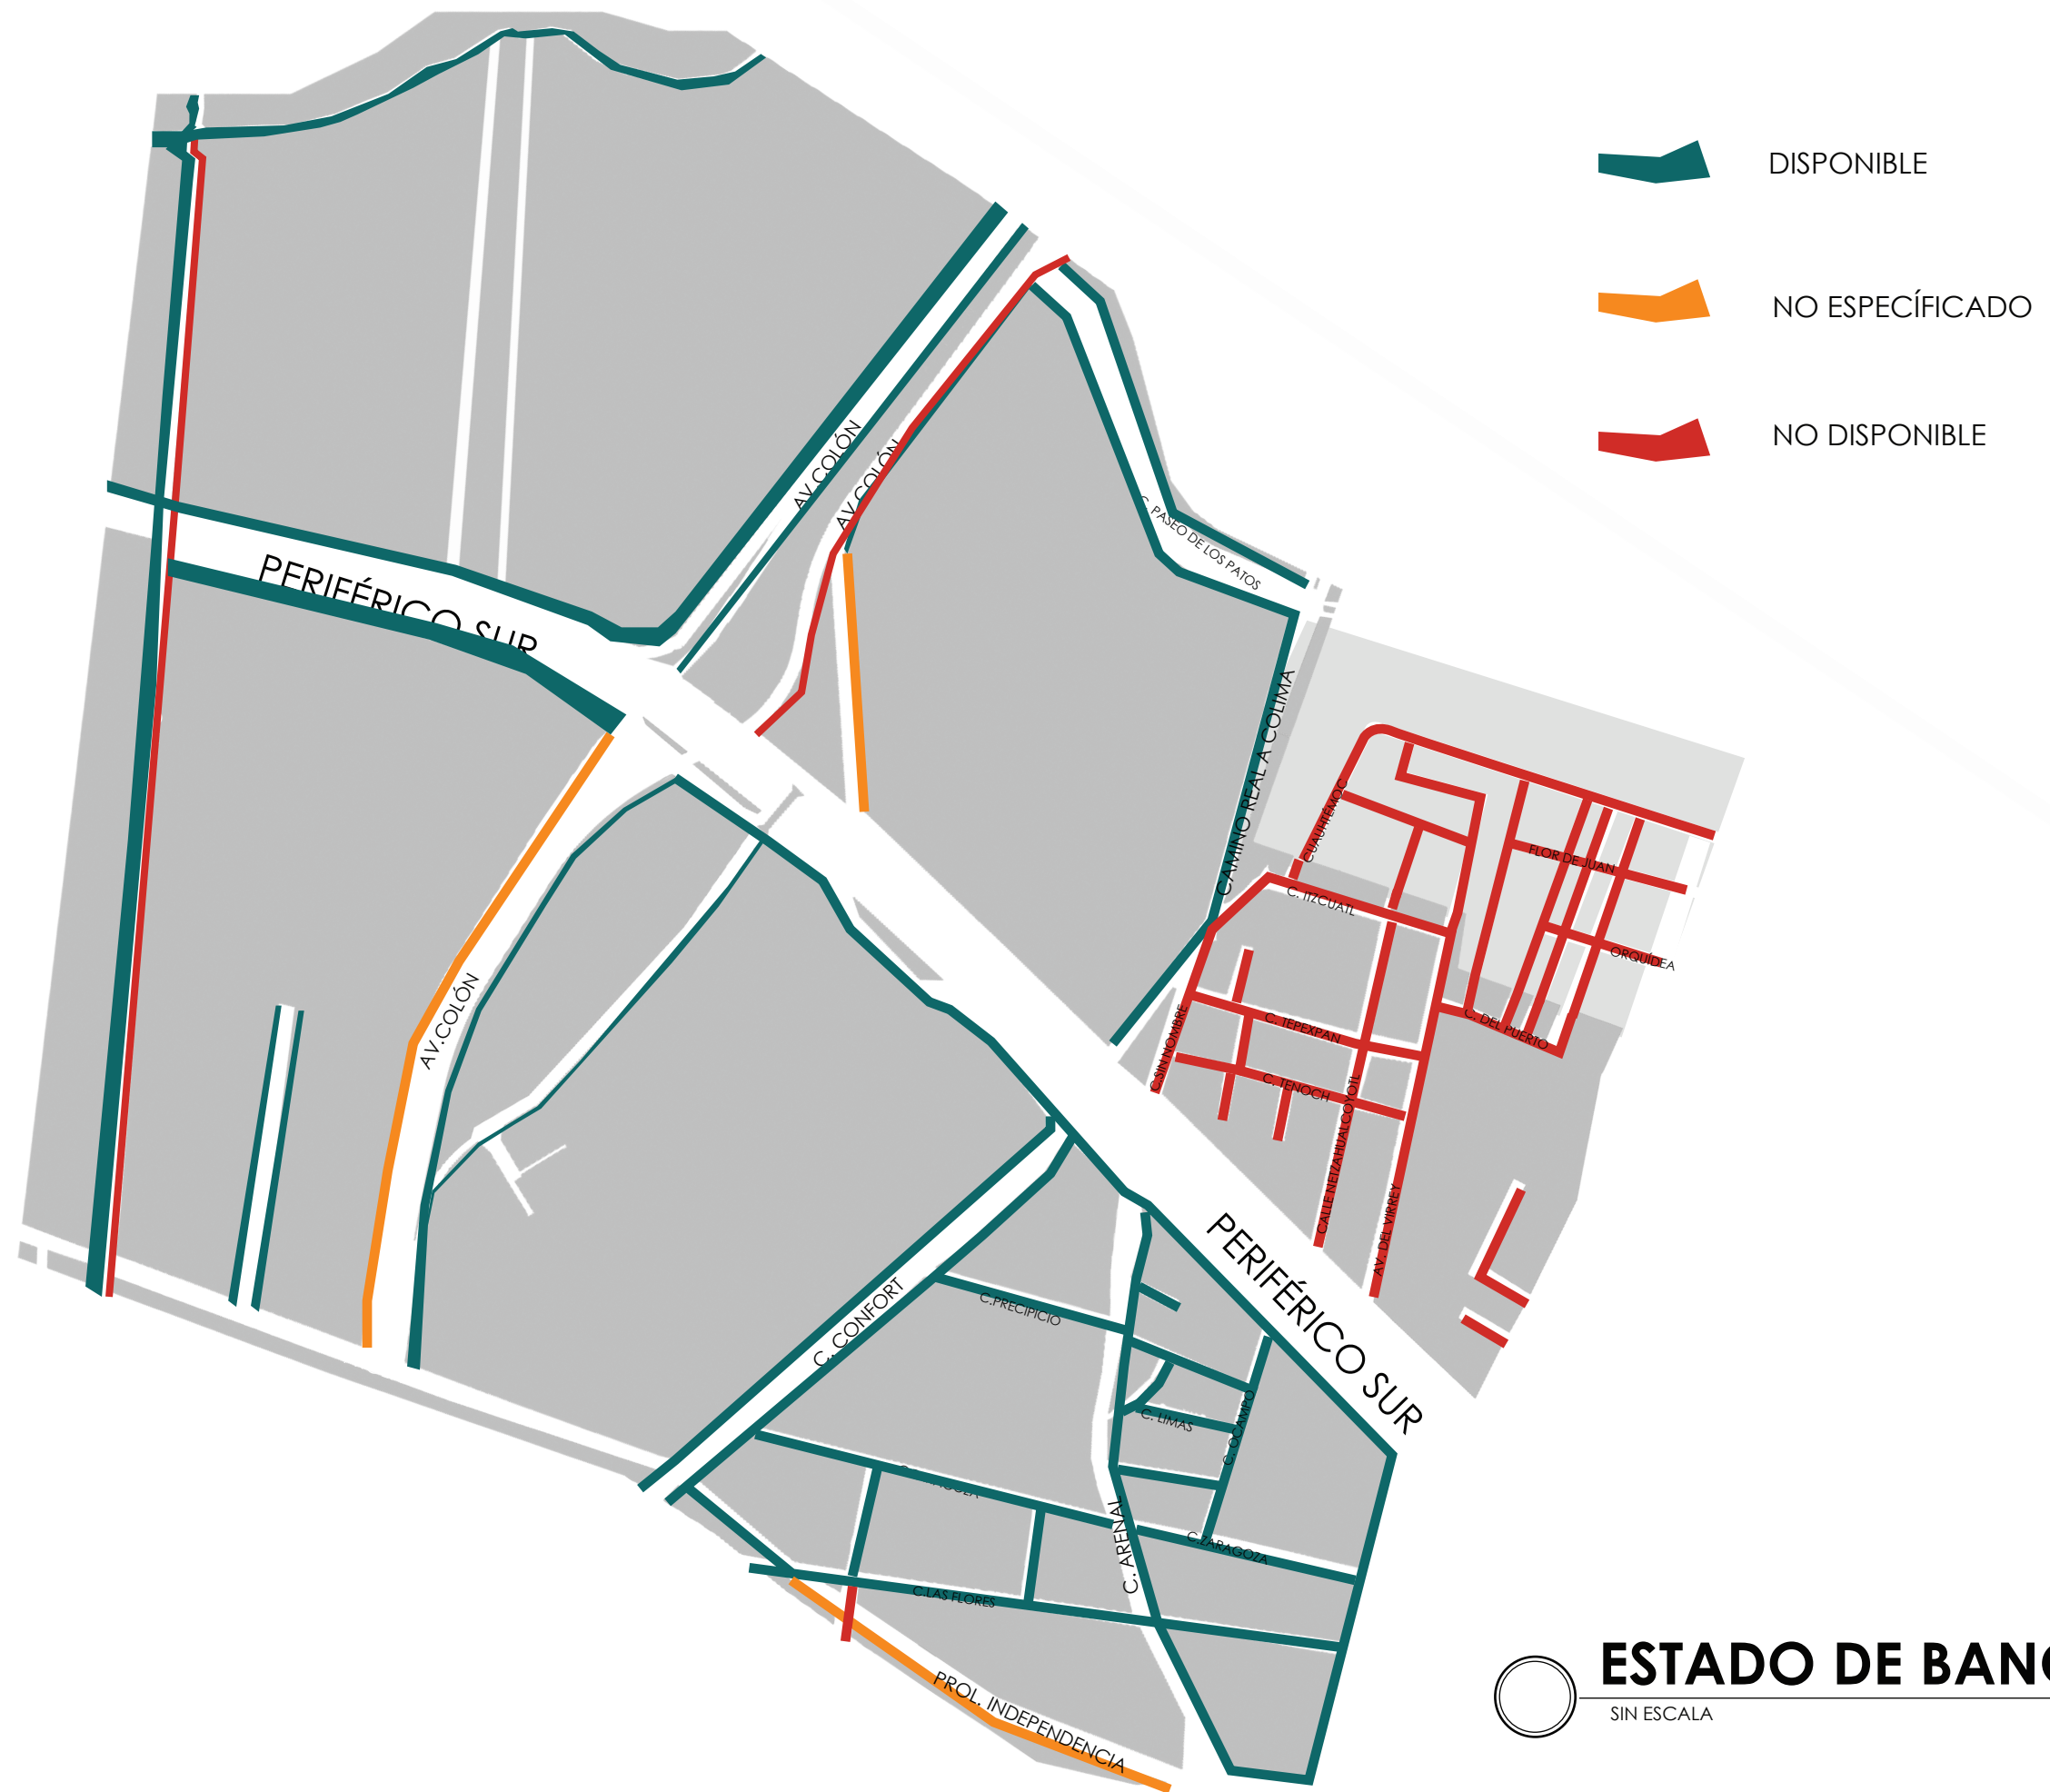 DISPONIBLE
NO ESPECÍFICADO
NO DISPONIBLE
AV.COLÓN
AV.COLÓN
C. PASEO DE LOS PATOS
PERIFÉRICO SUR
CAMINO REAL A COLIMA
CUAUHTÉMOC
FLOR DE JUAN
C. ITZCUATL
ORQUÍDEA
AV.COLÓN
C.SIN NOMBRE
C. TEPEXPAN
C. DEL PUERTO
C. TENOCH
CALLE NETZAHUALCOYOTL
AV. DEL VIRREY
PERIFÉRICO SUR
C. CONFORT
C.PRECIPICIO
C. LIMAS
C. OCAMPO
C. ARENAL
C.ZARAGOZA
C.LAS FLORES
PROL. INDEPENDENCIA
ESTADO DE
SIN ESCALA